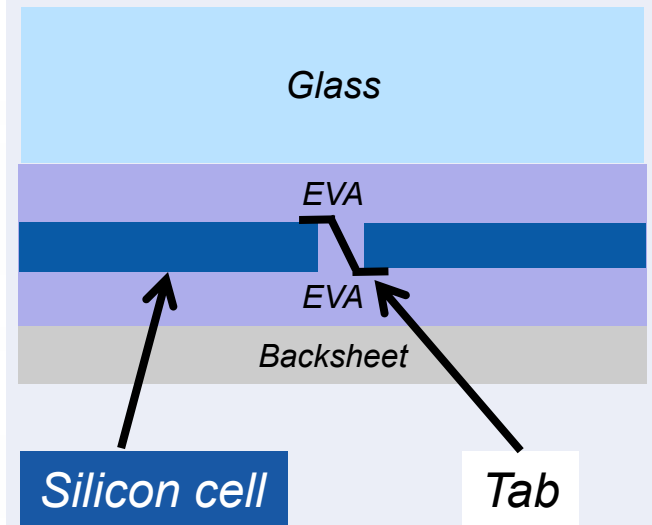 Glass
EVA
EVA
Backsheet
Silicon cell
Tab